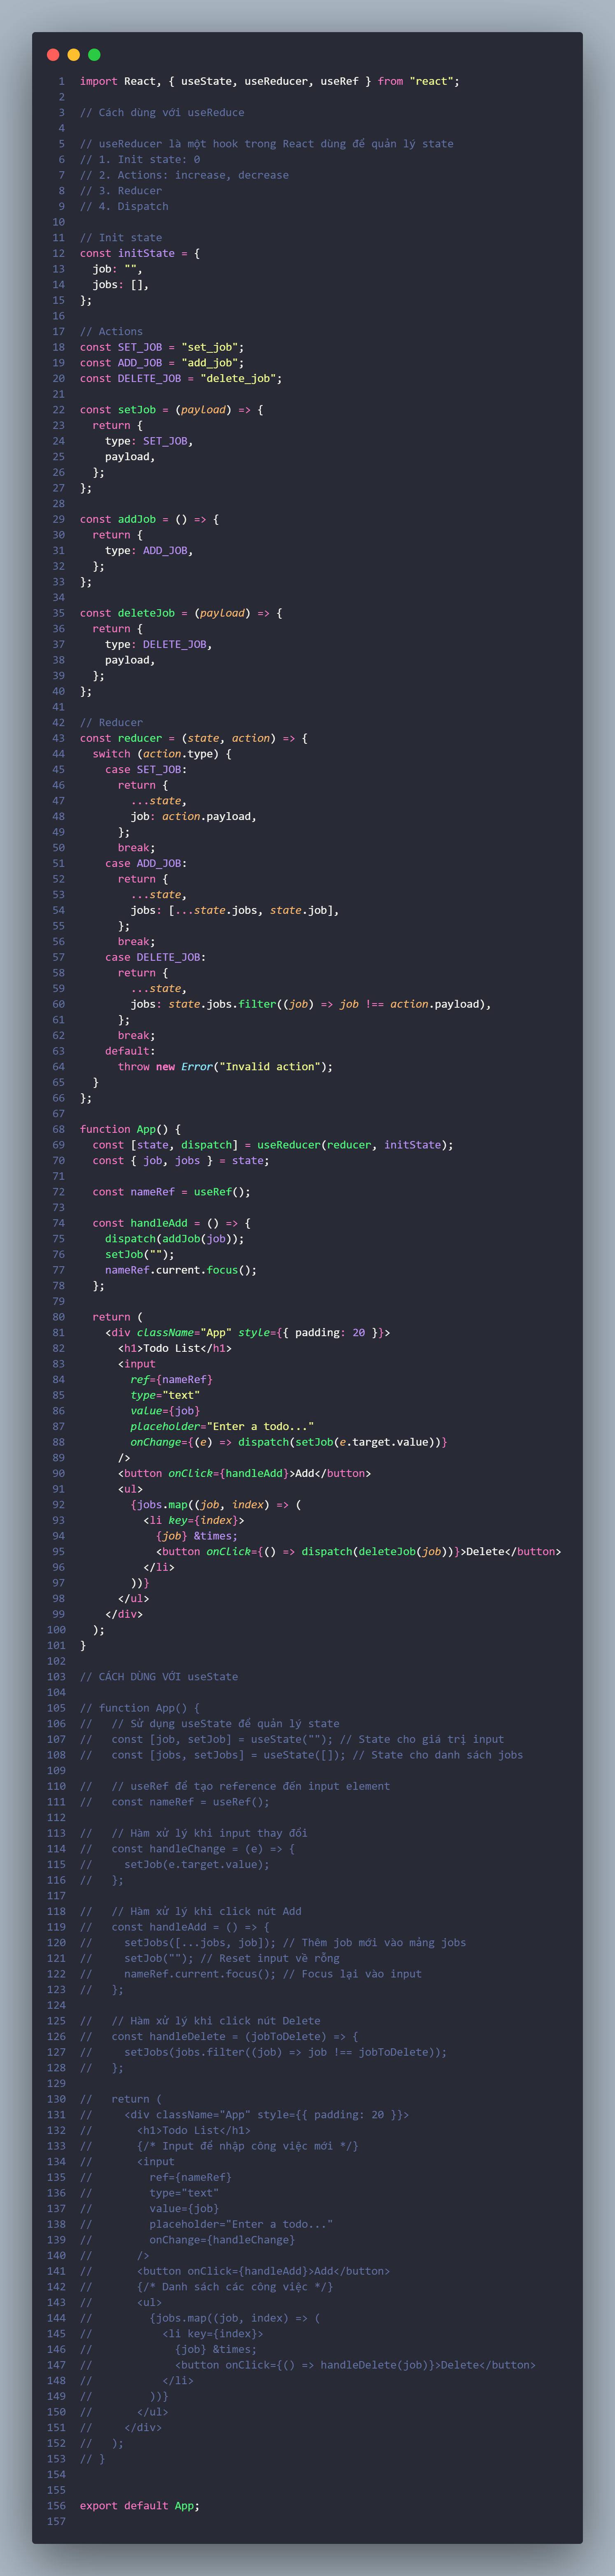 1 import React, { useState, useReducer, useRef } from "react";
2
3 // Cách dùng với useReduce
4
5 // useReducer là một hook trong React dùng để quản lý state
6 // 1. Init state: 0
7 // 2. Actions: increase, decrease
8 // 3. Reducer
9 // 4. Dispatch
10
11 // Init state
12 const initState = {
13   job: "",
14   jobs: [],
15 };
16
17 // Actions
18 const SET_JOB = "set_job";
19 const ADD_JOB = "add_job";
20 const DELETE_JOB = "delete_job";
21
22 const setJob = (payload) => {
23   return {
24     type: SET_JOB,
25     payload,
26   };
27 };
28
29 const addJob = () => {
30   return {
31     type: ADD_JOB,
32   };
33 };
34
35 const deleteJob = (payload) => {
36   return {
37     type: DELETE_JOB,
38     payload,
39   };
40 };
41
42 // Reducer
43 const reducer = (state, action) => {
44   switch (action.type) {
45     case SET_JOB:
46       return {
47         ...state,
48         job: action.payload,
49       };
50       break;
51     case ADD_JOB:
52       return {
53         ...state,
54         jobs: [...state.jobs, state.job],
55       };
56       break;
57     case DELETE_JOB:
58       return {
59         ...state,
60         jobs: state.jobs.filter((job) => job !== action.payload),
61       };
62       break;
63     default:
64       throw new Error("Invalid action");
65   }
66 };
67
68 function App() {
69   const [state, dispatch] = useReducer(reducer, initState);
70   const { job, jobs } = state;
71
72   const nameRef = useRef();
73
74   const handleAdd = () => {
75     dispatch(addJob(job));
76     setJob("");
77     nameRef.current.focus();
78   };
79
80   return (
81     <div className="App" style={{ padding: 20 }}>
82       <h1>Todo List</h1>
83       <input
84         ref={nameRef}
85         type="text"
86         value={job}
87         placeholder="Enter a todo..."
88         onChange={(e) => dispatch(setJob(e.target.value))}
89       />
90       <button onClick={handleAdd}>Add</button>
91       <ul>
92         {jobs.map((job, index) => (
93           <li key={index}>
94             {job} &times;
95             <button onClick={() => dispatch(deleteJob(job))}>Delete</button>
96           </li>
97         ))}
98       </ul>
99     </div>
100   );
101 }
102
103 // CÁCH DÙNG VỚI useState
104
105 // function App() {
106 //   // Sử dụng useState để quản lý state
107 //   const [job, setJob] = useState(""); // State cho giá trị input
108 //   const [jobs, setJobs] = useState([]); // State cho danh sách jobs
109
110 //   // useRef để tạo reference đến input element
111 //   const nameRef = useRef();
112
113 //   // Hàm xử lý khi input thay đổi
114 //   const handleChange = (e) => {
115 //     setJob(e.target.value);
116 //   };
117
118 //   // Hàm xử lý khi click nút Add
119 //   const handleAdd = () => {
120 //     setJobs([...jobs, job]); // Thêm job mới vào mảng jobs
121 //     setJob(""); // Reset input về rỗng
122 //     nameRef.current.focus(); // Focus lại vào input
123 //   };
124
125 //   // Hàm xử lý khi click nút Delete
126 //   const handleDelete = (jobToDelete) => {
127 //     setJobs(jobs.filter((job) => job !== jobToDelete));
128 //   };
129
130 //   return (
131 //     <div className="App" style={{ padding: 20 }}>
132 //       <h1>Todo List</h1>
133 //       {/* Input để nhập công việc mới */}
134 //       <input
135 //         ref={nameRef}
136 //         type="text"
137 //         value={job}
138 //         placeholder="Enter a todo..."
139 //         onChange={handleChange}
140 //       />
141 //       <button onClick={handleAdd}>Add</button>
142 //       {/* Danh sách các công việc */}
143 //       <ul>
144 //         {jobs.map((job, index) => (
145 //           <li key={index}>
146 //             {job} &times;
147 //             <button onClick={() => handleDelete(job)}>Delete</button>
148 //           </li>
149 //         ))}
150 //       </ul>
151 //     </div>
152 //   );
153 // }
154
155
156 export default App;
157